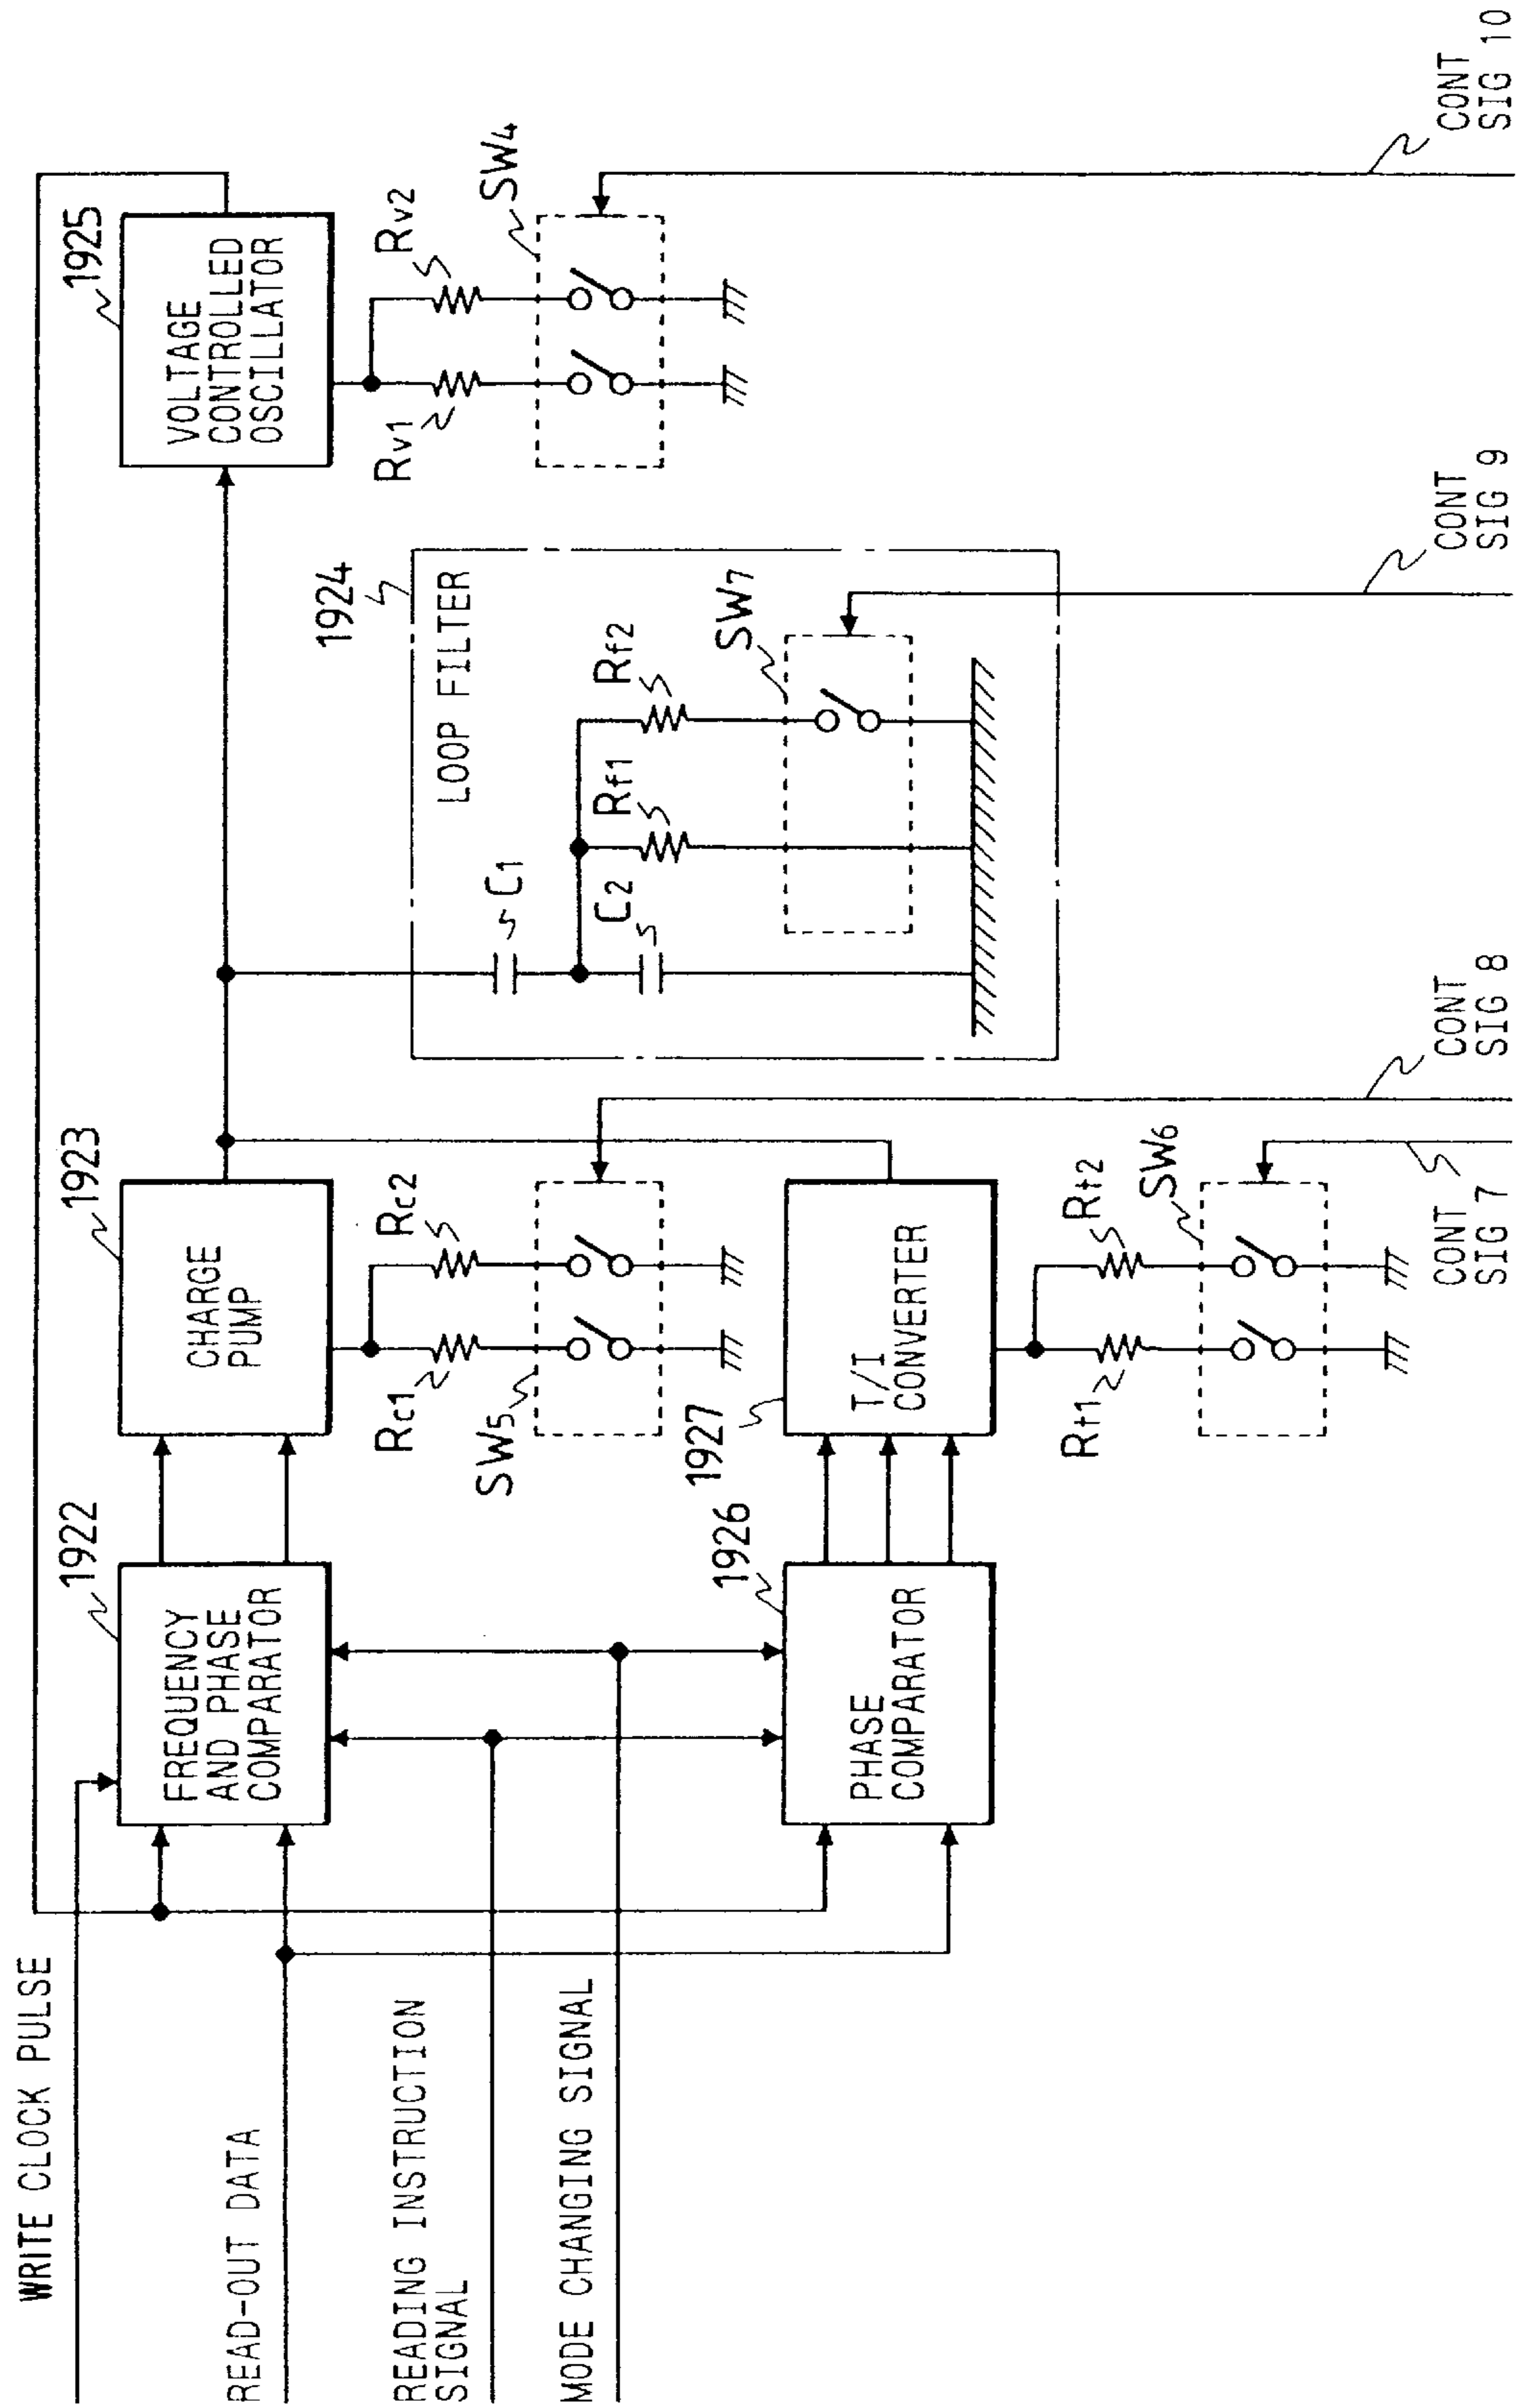 WRITE CLOCK PULSE
READ-OUT DATA
READING INSTRUCTION
SIGNAL
MODE CHANGING SIGNAL
1922
FREQUENCY
AND PHASE
COMPARATOR
1923
CHARGE
PUMP
Rc1
Rc2
SW5
1926
PHASE
COMPARATOR
1927
T/I
CONVERTER
Rt1
Rt2
SW6
CONT
SIG 7
CONT
SIG 8
1924
LOOP FILTER
C1
C2
Rf1
Rf2
SW7
CONT
SIG 9
1925
VOLTAGE
CONTROLLED
OSCILLATOR
Rv1
Rv2
SW4
CONT
SIG 10